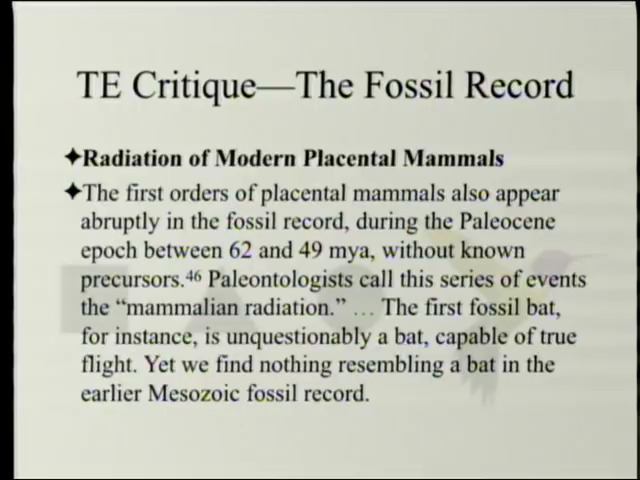 TE Critique—The Fossil Record
✦Radiation of Modern Placental Mammals
✦The first orders of placental mammals also appear
abruptly in the fossil record, during the Paleocene
epoch between 62 and 49 mya, without known
precursors.⁴⁶ Paleontologists call this series of events
the “mammalian radiation.” … The first fossil bat,
for instance, is unquestionably a bat, capable of true
flight. Yet we find nothing resembling a bat in the
earlier Mesozoic fossil record.